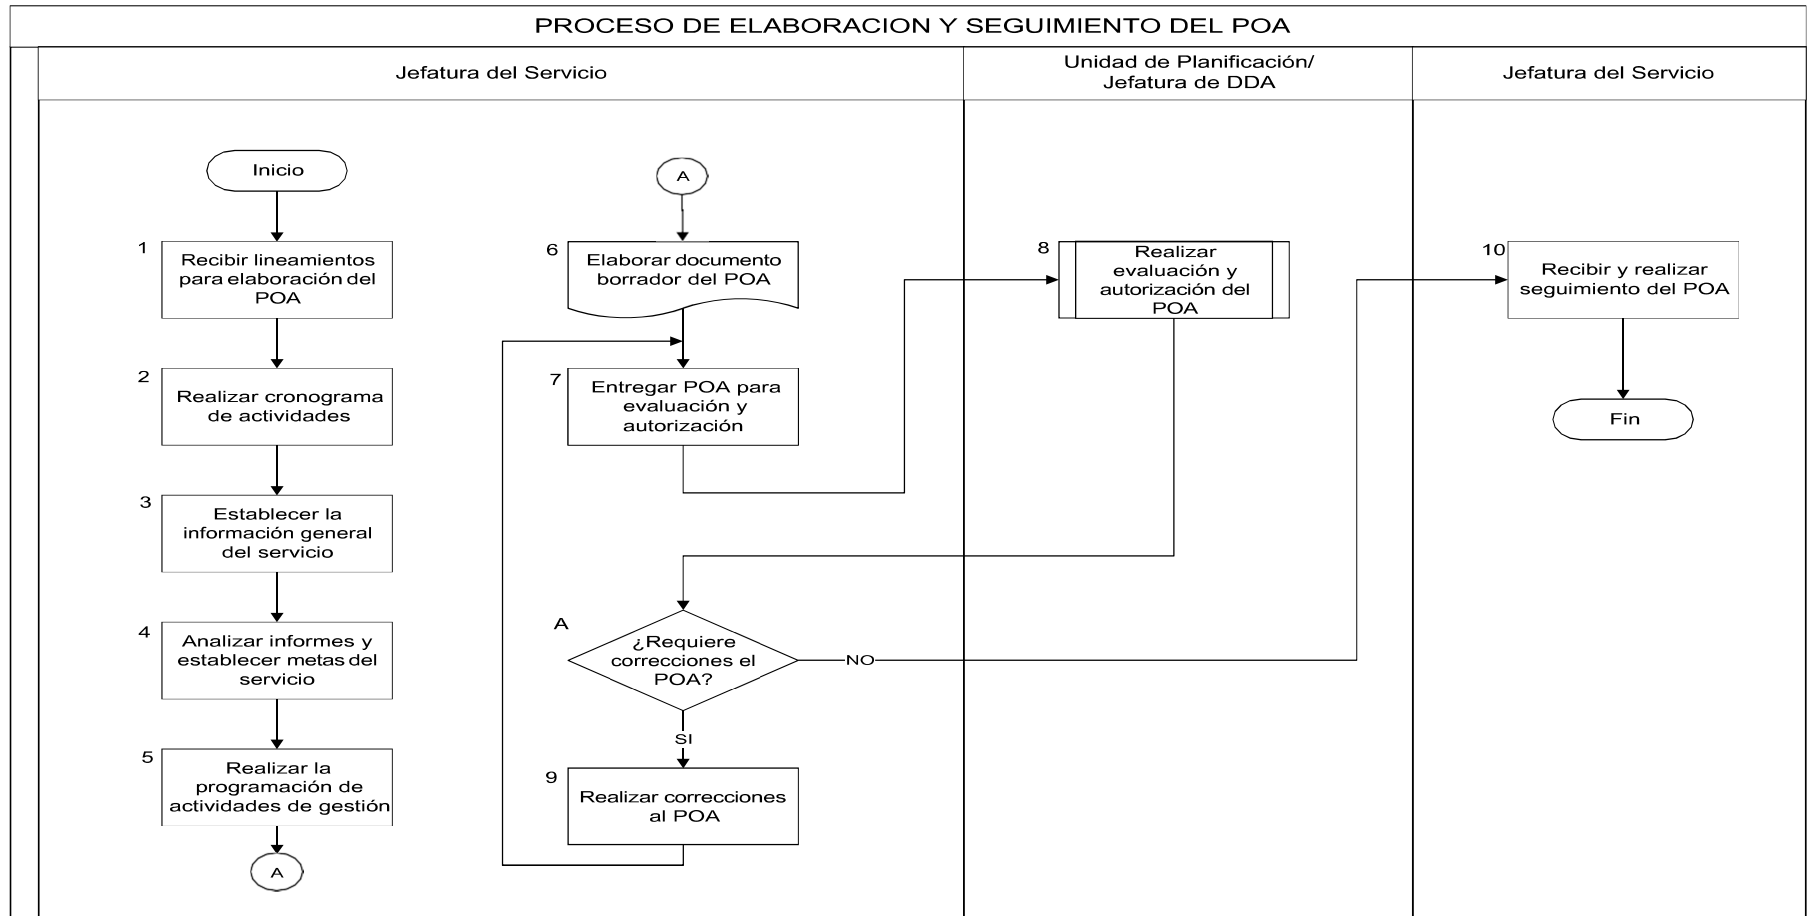 PROCESO DE ELABORACION Y SEGUIMIENTO DEL POA
Jefatura del Servicio
Unidad de Planificación/
Jefatura de DDA
Jefatura del Servicio
Inicio
1
Recibir lineamientos
para elaboración del
POA
2
Realizar cronograma
de actividades
3
Establecer la
información general
del servicio
4
Analizar informes y
establecer metas del
servicio
5
Realizar la
programación de
actividades de gestión
A
A
6
Elaborar documento
borrador del POA
7
Entregar POA para
evaluación y
autorización
8
Realizar
evaluación y
autorización del
POA
A
¿Requiere
correcciones el
POA?
NO
SI
9
Realizar correcciones
al POA
10
Recibir y realizar
seguimiento del POA
Fin